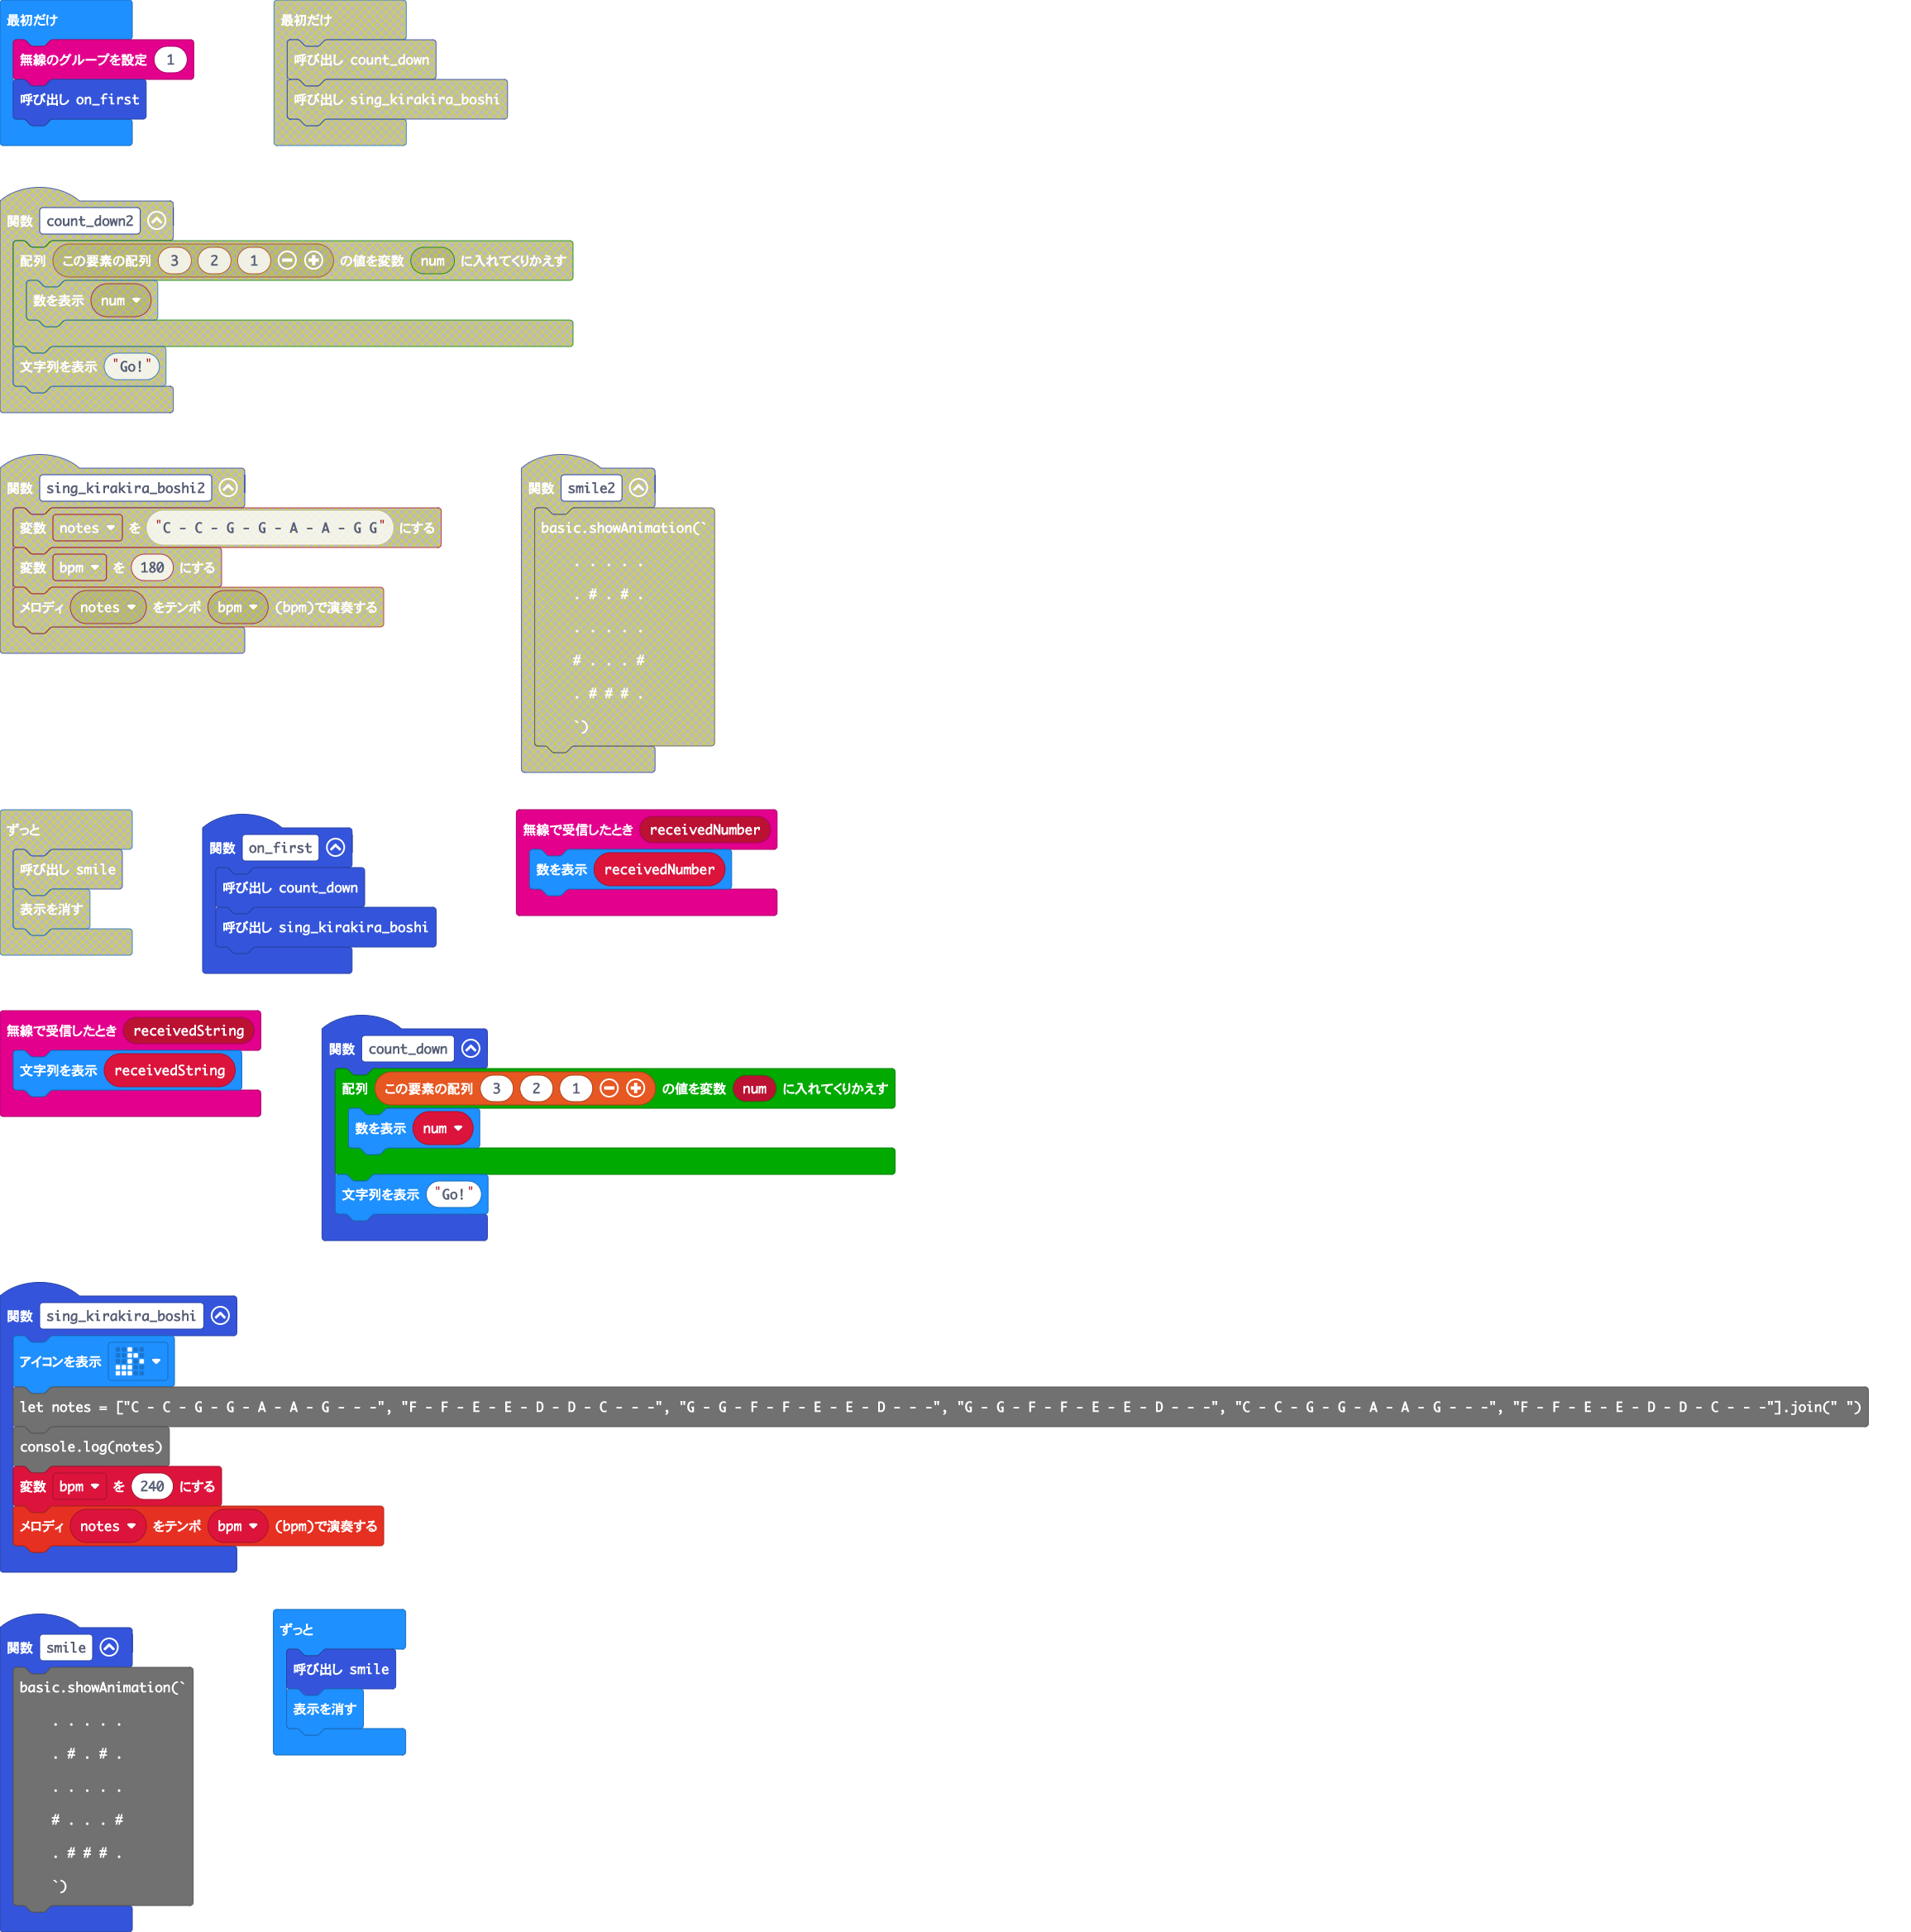 最初だけ
無線のグループを設定 1
呼び出し on_first
最初だけ
呼び出し count_down
呼び出し sing_kirakira_boshi
関数 count_down2
配列 この要素の配列 3 2 1 の値を変数 num に入れてくりかえす
数を表示 num
文字列を表示 "Go!"
関数 sing_kirakira_boshi2
変数 notes を "C - C - G - G - A - A - G G" にする
変数 bpm を 180 にする
メロディ notes をテンポ bpm (bpm)で演奏する
関数 smile2
basic.showAnimation(`
. . . . .
. # . # .
. . . . .
# . . . #
. # # # .
`)
ずっと
呼び出し smile
表示を消す
関数 on_first
呼び出し count_down
呼び出し sing_kirakira_boshi
無線で受信したとき receivedNumber
数を表示 receivedNumber
無線で受信したとき receivedString
文字列を表示 receivedString
関数 count_down
配列 この要素の配列 3 2 1 の値を変数 num に入れてくりかえす
数を表示 num
文字列を表示 "Go!"
関数 sing_kirakira_boshi
アイコンを表示
let notes = ["C - C - G - G - A - A - G - - -", "F - F - E - E - D - D - C - - -", "G - G - F - F - E - E - D - - -", "G - G - F - F - E - E - D - - -", "C - C - G - G - A - A - G - - -", "F - F - E - E - D - D - C - - -"].join(" ")
console.log(notes)
変数 bpm を 240 にする
メロディ notes をテンポ bpm (bpm)で演奏する
関数 smile
basic.showAnimation(`
. . . . .
. # . # .
. . . . .
# . . . #
. # # # .
`)
ずっと
呼び出し smile
表示を消す